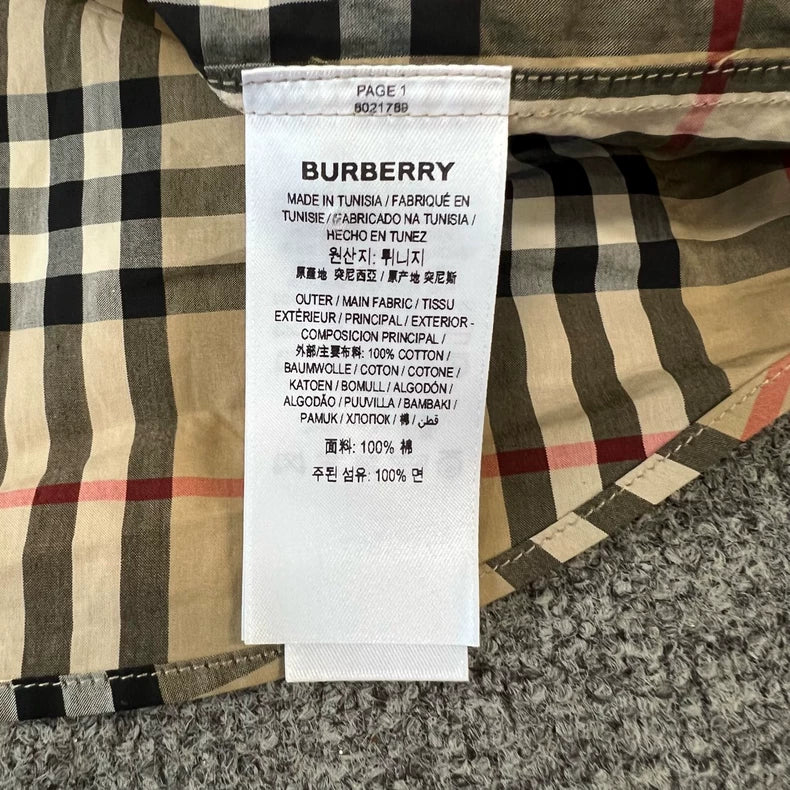 PAGE 1
8021789
BURBERRY
MADE IN TUNISIA / FABRIQUÉ EN
TUNISIE / FABRICADO NA TUNISIA /
HECHO EN TUNEZ
원산지: 튀니지
原產地 突尼西亞 / 原产地 突尼斯
OUTER / MAIN FABRIC / TISSU
EXTÉRIEUR / PRINCIPAL / EXTERIOR -
COMPOSICION PRINCIPAL /
外部/主要布料: 100% COTTON /
BAUMWOLLE / COTON / COTONE /
KATOEN / BOMULL / ALGODÓN /
ALGODÃO / PUUVILLA / BAMBAKI /
PAMUK / ХЛОПОК / 棉 / قطن /
面料: 100% 棉
주된 섬유: 100% 면